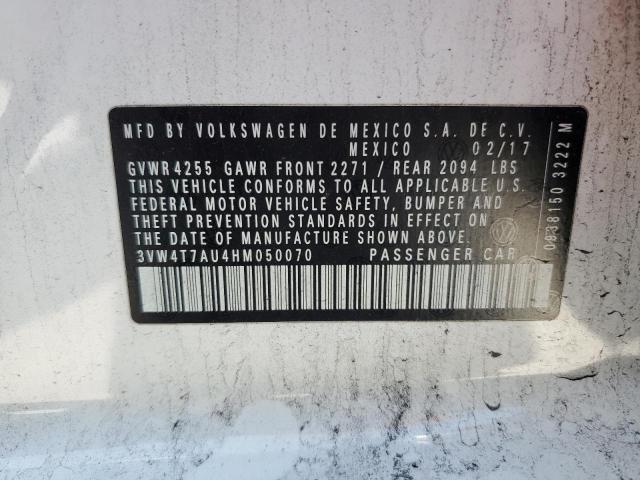 MFD BY VOLKSWAGEN DE MEXICO S.A. DE C.V.
MEXICO 02/17
GVWR 4255 GAWR FRONT 2271 / REAR 2094 LBS
THIS VEHICLE CONFORMS TO ALL APPLICABLE U.S.
FEDERAL MOTOR VEHICLE SAFETY, BUMPER AND
THEFT PREVENTION STANDARDS IN EFFECT ON
THE DATE OF MANUFACTURE SHOWN ABOVE.
3VW4T7AU4HM050070 PASSENGER CAR
0838150 3222 M